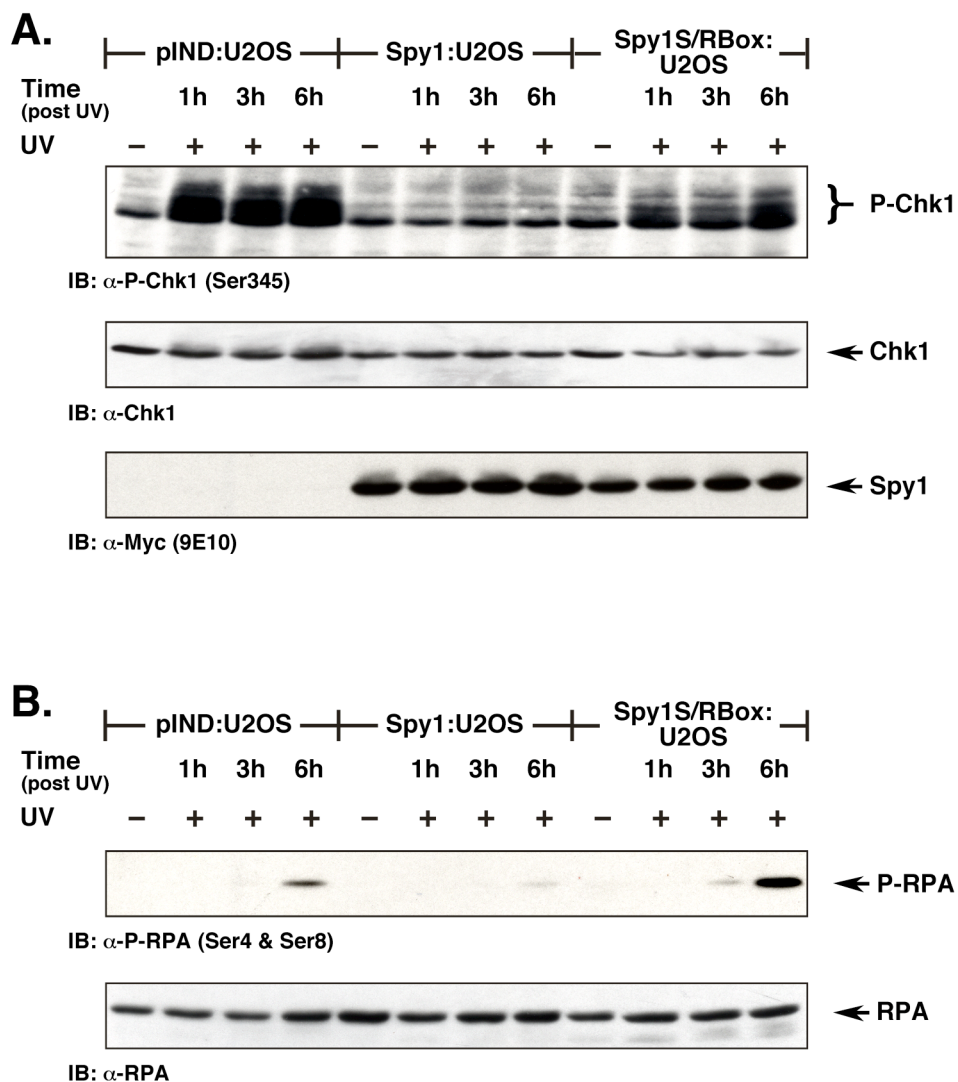 A.
pIND:U2OS Spy1:U2OS Spy1S/RBox:
U2OS
Time 1h 3h 6h 1h 3h 6h 1h 3h 6h
(post UV)
UV − + + + − + + + − + + +
P-Chk1
IB: α-P-Chk1 (Ser345)
Chk1
IB: α-Chk1
Spy1
IB: α-Myc (9E10)
B.
pIND:U2OS Spy1:U2OS Spy1S/RBox:
U2OS
Time 1h 3h 6h 1h 3h 6h 1h 3h 6h
(post UV)
UV − + + + − + + + − + + +
P-RPA
IB: α-P-RPA (Ser4 & Ser8)
RPA
IB: α-RPA